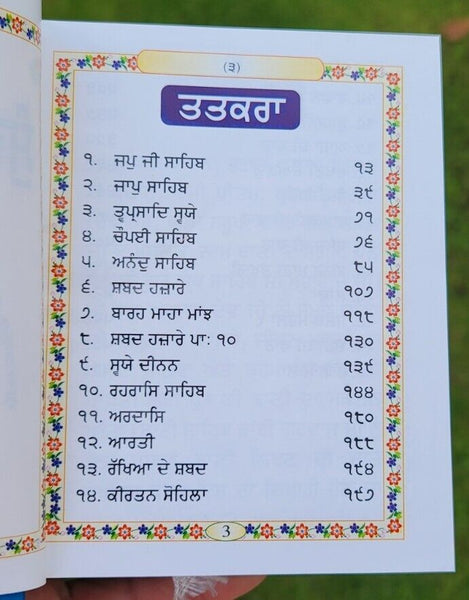 (੩)
ਤਤਕਰਾ
੧. ਜਪੁ ਜੀ ਸਾਹਿਬ ੧੩
੨. ਜਾਪੁ ਸਾਹਿਬ ੩੯
੩. ਤ੍ਵਪ੍ਰਸਾਦਿ ਸ੍ਵਯੇ ੭੧
੪. ਚੌਪਈ ਸਾਹਿਬ ੭੬
੫. ਅਨੰਦੁ ਸਾਹਿਬ ੮੫
੬. ਸ਼ਬਦ ਹਜ਼ਾਰੇ ੧੦੭
੭. ਬਾਰਹ ਮਾਹਾ ਮਾਂਝ ੧੧੮
੮. ਸ਼ਬਦ ਹਜ਼ਾਰੇ ਪਾ: ੧੦ ੧੩੦
੯. ਸ੍ਵਯੇ ਦੀਨਨ ੧੩੯
੧੦. ਰਹਰਾਸਿ ਸਾਹਿਬ ੧੪੪
੧੧. ਅਰਦਾਸਿ ੧੮੦
੧੨. ਆਰਤੀ ੧੮੮
੧੩. ਰੱਖਿਆ ਦੇ ਸ਼ਬਦ ੧੯੪
੧੪. ਕੀਰਤਨ ਸੋਹਿਲਾ ੧੯੭
3